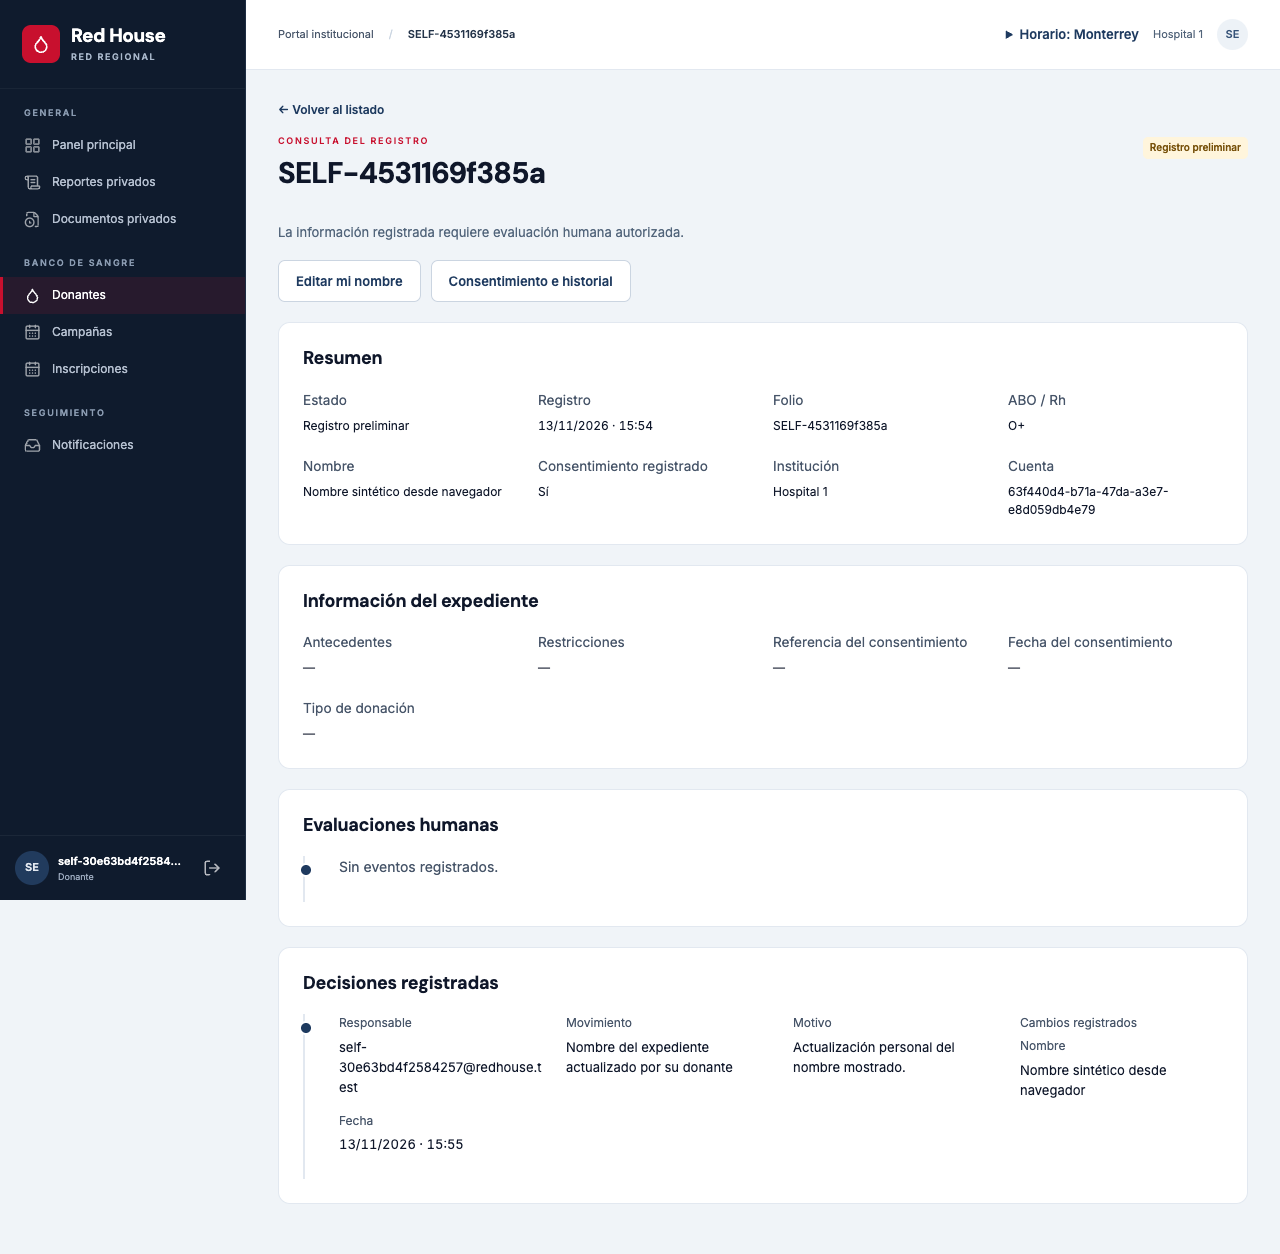 Red House
RED REGIONAL
GENERAL
Panel principal
Reportes privados
Documentos privados
BANCO DE SANGRE
Donantes
Campañas
Inscripciones
SEGUIMIENTO
Notificaciones
SE
self-30e63bd4f2584...
Donante
Portal institucional / SELF-4531169f385a
▶ Horario: Monterrey
Hospital 1
SE
← Volver al listado
CONSULTA DEL REGISTRO
SELF-4531169f385a
Registro preliminar
La información registrada requiere evaluación humana autorizada.
Editar mi nombre
Consentimiento e historial
Resumen
Estado
Registro preliminar
Registro
13/11/2026 · 15:54
Folio
SELF-4531169f385a
ABO / Rh
O+
Nombre
Nombre sintético desde navegador
Consentimiento registrado
Sí
Institución
Hospital 1
Cuenta
63f440d4-b71a-47da-a3e7-
e8d059db4e79
Información del expediente
Antecedentes
—
Restricciones
—
Referencia del consentimiento
—
Fecha del consentimiento
—
Tipo de donación
—
Evaluaciones humanas
Sin eventos registrados.
Decisiones registradas
Responsable
self-
30e63bd4f2584257@redhouse.t
est
Movimiento
Nombre del expediente
actualizado por su donante
Motivo
Actualización personal del
nombre mostrado.
Cambios registrados
Nombre
Nombre sintético desde
navegador
Fecha
13/11/2026 · 15:55